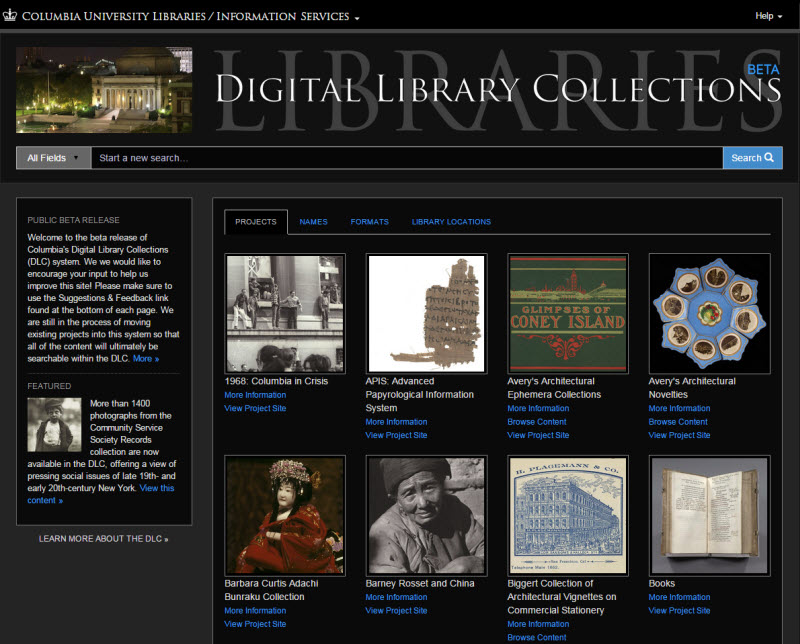 COLUMBIA UNIVERSITY LIBRARIES / INFORMATION SERVICES
Help
LIBRARIES
BETA
DIGITAL LIBRARY COLLECTIONS
All Fields
Start a new search...
Search
PUBLIC BETA RELEASE
Welcome to the beta release of
Columbia's Digital Library Collections
(DLC) system. We we would like to
encourage your input to help us
improve this site! Please make sure to
use the Suggestions & Feedback link
found at the bottom of each page. We
are still in the process of moving
existing projects into this system so that
all of the content will ultimately be
searchable within the DLC. More »
FEATURED
More than 1400
photographs from the
Community Service
Society Records
collection are now
available in the DLC, offering a view of
pressing social issues of late 19th- and
early 20th-century New York. View this
content »
LEARN MORE ABOUT THE DLC »
PROJECTS
NAMES
FORMATS
LIBRARY LOCATIONS
1968: Columbia in Crisis
More Information
View Project Site
APIS: Advanced
Papyrological Information
System
More Information
View Project Site
GLIMPSES OF
CONEY ISLAND
Avery's Architectural
Ephemera Collections
More Information
Browse Content
View Project Site
Avery's Architectural
Novelties
More Information
Browse Content
View Project Site
Barbara Curtis Adachi
Bunraku Collection
More Information
View Project Site
Barney Rosset and China
More Information
View Project Site
H. PLAGEMANN & CO.
Biggert Collection of
Architectural Vignettes on
Commercial Stationery
More Information
Browse Content
Books
More Information
View Project Site